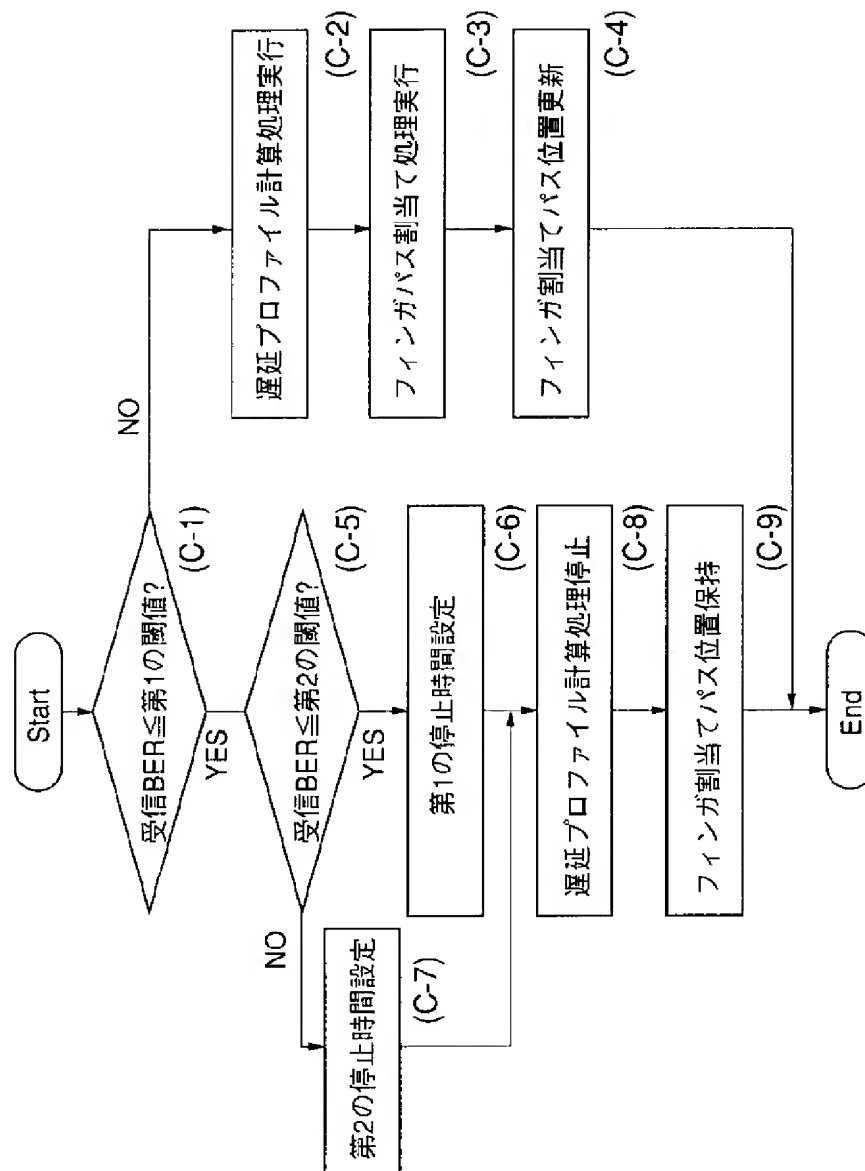 Start
受信BER≦第1の閾値?
(C-1)
NO
YES
遅延プロファイル計算処理実行
(C-2)
フィンガパス割当て処理実行
(C-3)
フィンガ割当てパス位置更新
(C-4)
受信BER≦第2の閾値?
(C-5)
NO
YES
第1の停止時間設定
(C-6)
第2の停止時間設定
(C-7)
遅延プロファイル計算処理停止
(C-8)
フィンガ割当てパス位置保持
(C-9)
End